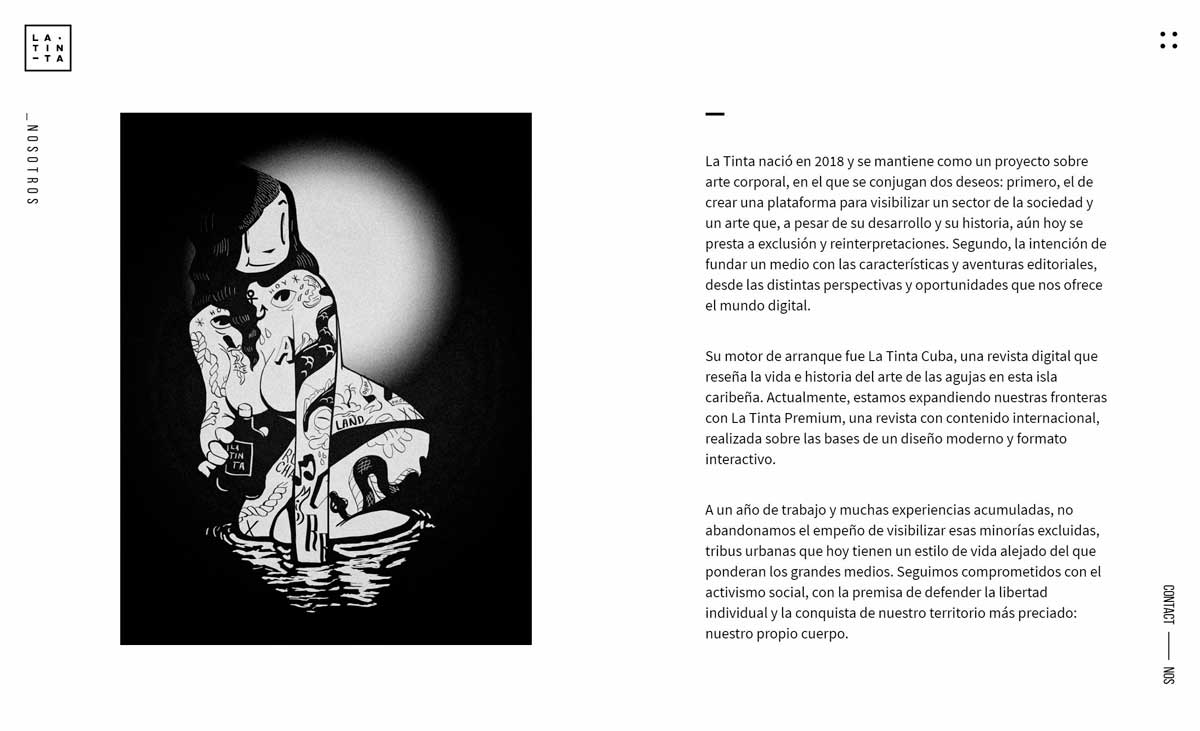 LA·
TIN
–TA
_NOSOTROS
HOY
LAND
LA
TIN
TA
La Tinta nació en 2018 y se mantiene como un proyecto sobre
arte corporal, en el que se conjugan dos deseos: primero, el de
crear una plataforma para visibilizar un sector de la sociedad y
un arte que, a pesar de su desarrollo y su historia, aún hoy se
presta a exclusión y reinterpretaciones. Segundo, la intención de
fundar un medio con las características y aventuras editoriales,
desde las distintas perspectivas y oportunidades que nos ofrece
el mundo digital.
Su motor de arranque fue La Tinta Cuba, una revista digital que
reseña la vida e historia del arte de las agujas en esta isla
caribeña. Actualmente, estamos expandiendo nuestras fronteras
con La Tinta Premium, una revista con contenido internacional,
realizada sobre las bases de un diseño moderno y formato
interactivo.
A un año de trabajo y muchas experiencias acumuladas, no
abandonamos el empeño de visibilizar esas minorías excluidas,
tribus urbanas que hoy tienen un estilo de vida alejado del que
ponderan los grandes medios. Seguimos comprometidos con el
activismo social, con la premisa de defender la libertad
individual y la conquista de nuestro territorio más preciado:
nuestro propio cuerpo.
CONTACT — NOS